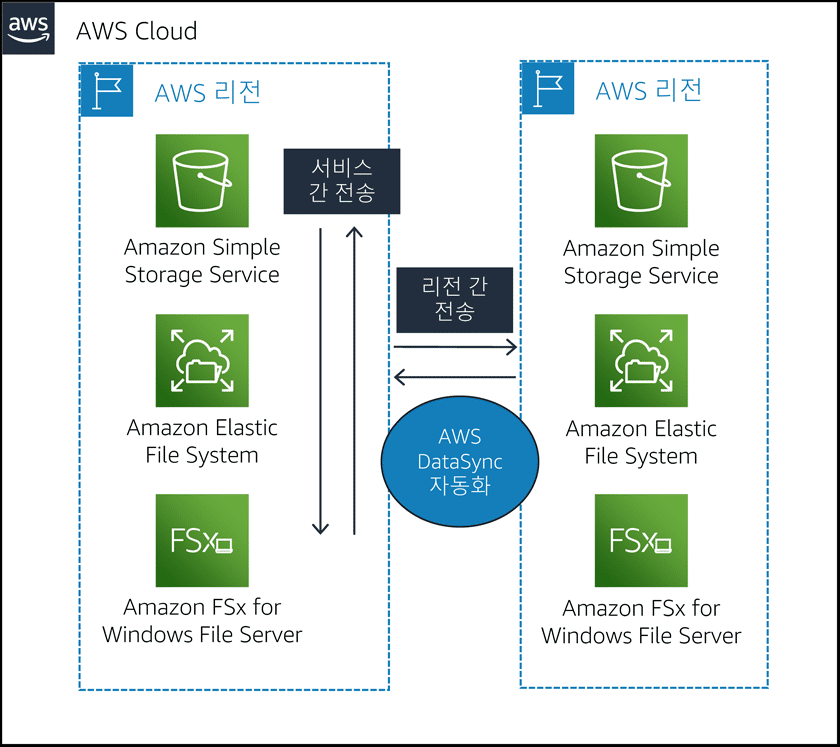 aws
AWS Cloud
AWS 리전
서비스
간 전송
Amazon Simple
Storage Service
Amazon Elastic
File System
FSx
Amazon FSx for
Windows File Server
리전 간
전송
AWS
DataSync
자동화
AWS 리전
Amazon Simple
Storage Service
Amazon Elastic
File System
FSx
Amazon FSx for
Windows File Server